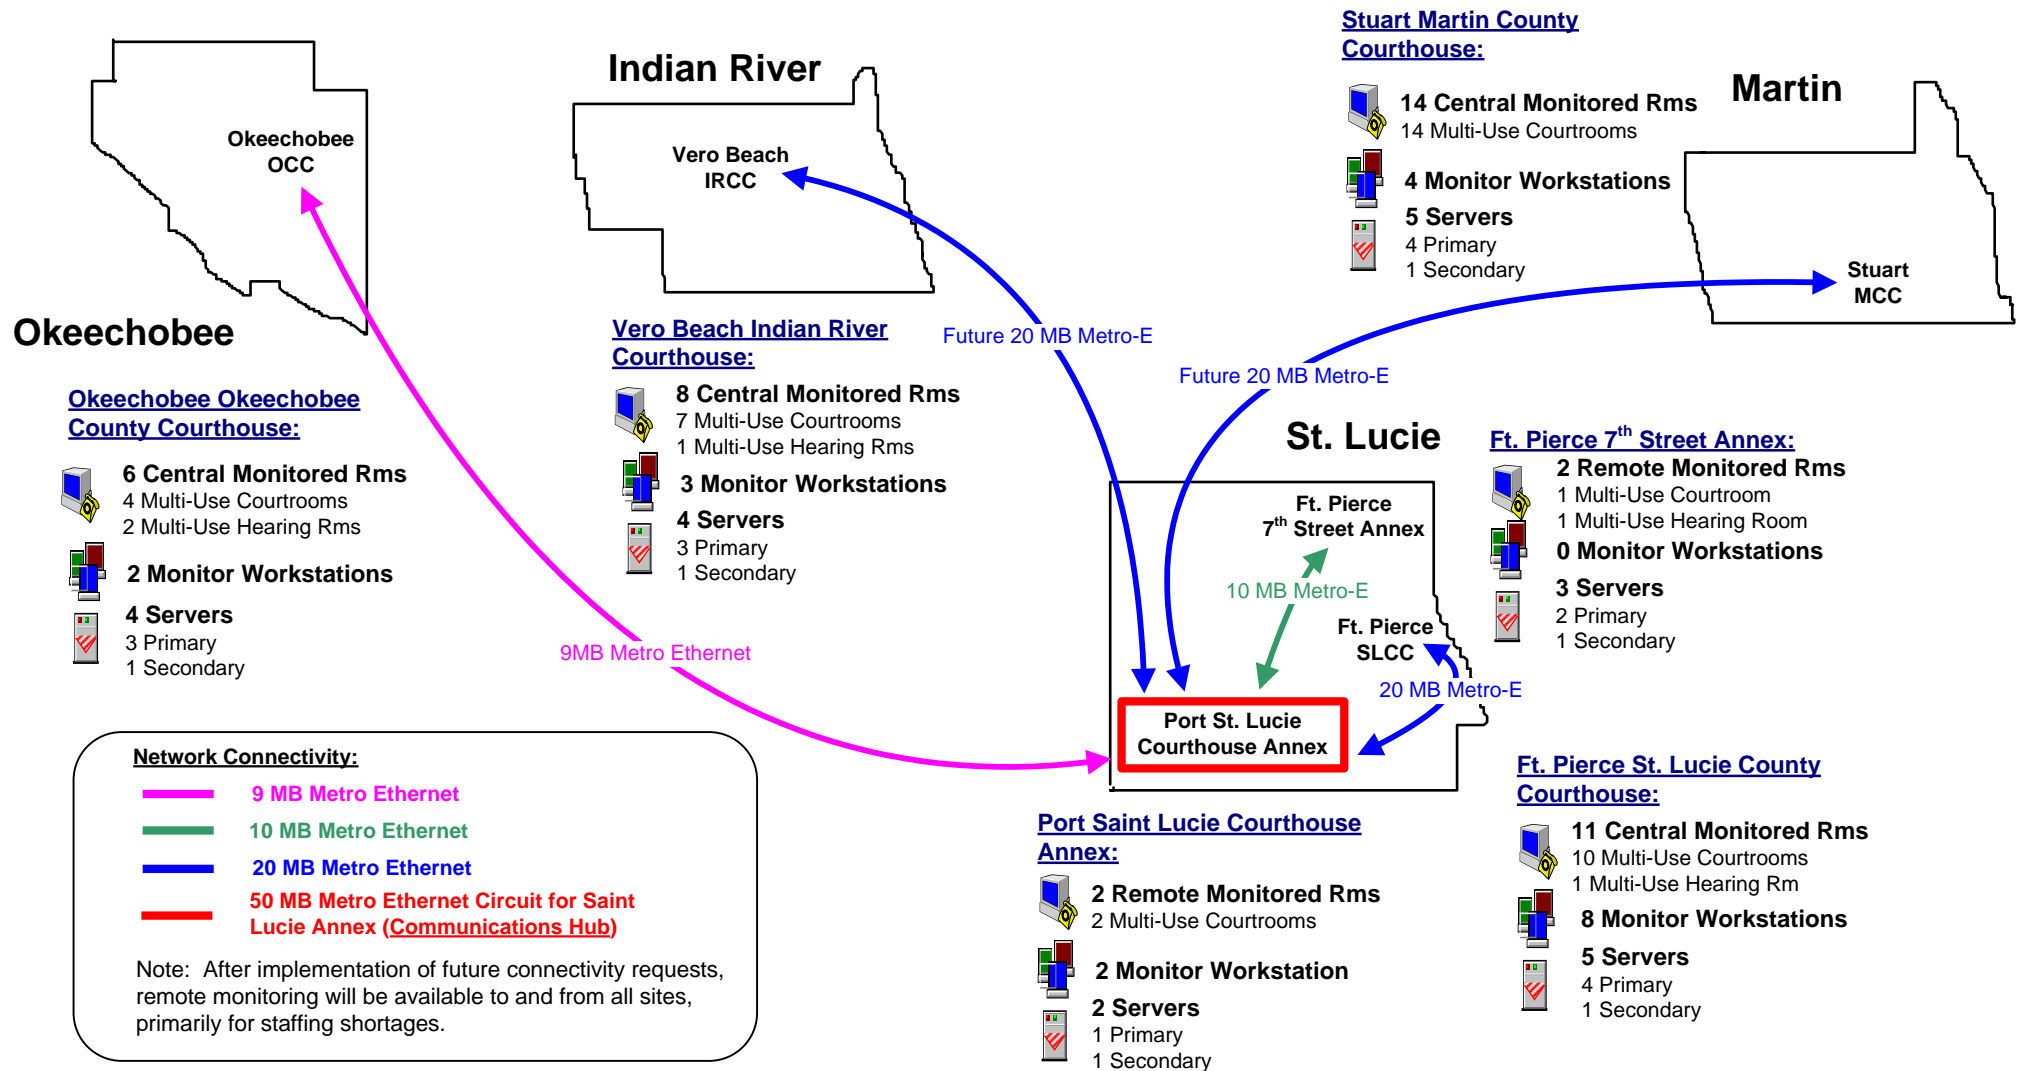 Stuart Martin County
Courthouse:
14 Central Monitored Rms
14 Multi-Use Courtrooms
4 Monitor Workstations
5 Servers
4 Primary
1 Secondary
Martin
Stuart
MCC
Indian River
Vero Beach
IRCC
Okeechobee
OCC
Okeechobee
Okeechobee Okeechobee
County Courthouse:
6 Central Monitored Rms
4 Multi-Use Courtrooms
2 Multi-Use Hearing Rms
2 Monitor Workstations
4 Servers
3 Primary
1 Secondary
Vero Beach Indian River
Courthouse:
8 Central Monitored Rms
7 Multi-Use Courtrooms
1 Multi-Use Hearing Rms
3 Monitor Workstations
4 Servers
3 Primary
1 Secondary
Future 20 MB Metro-E
Future 20 MB Metro-E
9MB Metro Ethernet
St. Lucie
Ft. Pierce
7th Street Annex
10 MB Metro-E
Ft. Pierce
SLCC
20 MB Metro-E
Port St. Lucie
Courthouse Annex
Ft. Pierce 7th Street Annex:
2 Remote Monitored Rms
1 Multi-Use Courtroom
1 Multi-Use Hearing Room
0 Monitor Workstations
3 Servers
2 Primary
1 Secondary
Network Connectivity:
9 MB Metro Ethernet
10 MB Metro Ethernet
20 MB Metro Ethernet
50 MB Metro Ethernet Circuit for Saint
Lucie Annex (Communications Hub)
Note: After implementation of future connectivity requests,
remote monitoring will be available to and from all sites,
primarily for staffing shortages.
Port Saint Lucie Courthouse
Annex:
2 Remote Monitored Rms
2 Multi-Use Courtrooms
2 Monitor Workstation
2 Servers
1 Primary
1 Secondary
Ft. Pierce St. Lucie County
Courthouse:
11 Central Monitored Rms
10 Multi-Use Courtrooms
1 Multi-Use Hearing Rm
8 Monitor Workstations
5 Servers
4 Primary
1 Secondary